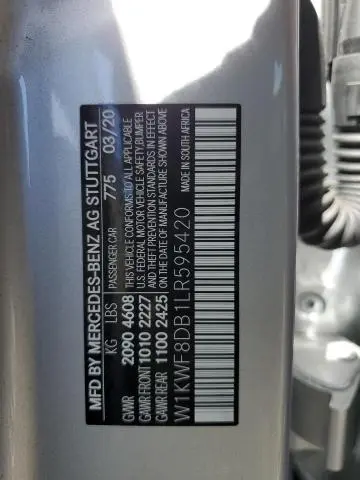 MFD BY MERCEDES-BENZ AG STUTTGART
KG LBS PASSENGER CAR 775 03/20
GVWR 2090 4608 THIS VEHICLE CONFORMS TO ALL APPLICABLE
GAWR FRONT 1010 2227 U.S. FEDERAL MOTOR VEHICLE SAFETY, BUMPER
GAWR REAR 1100 2425 AND THEFT PREVENTION STANDARDS IN EFFECT
ON THE DATE OF MANUFACTURE SHOWN ABOVE
MADE IN SOUTH AFRICA
W1KWF8DB1LR595420